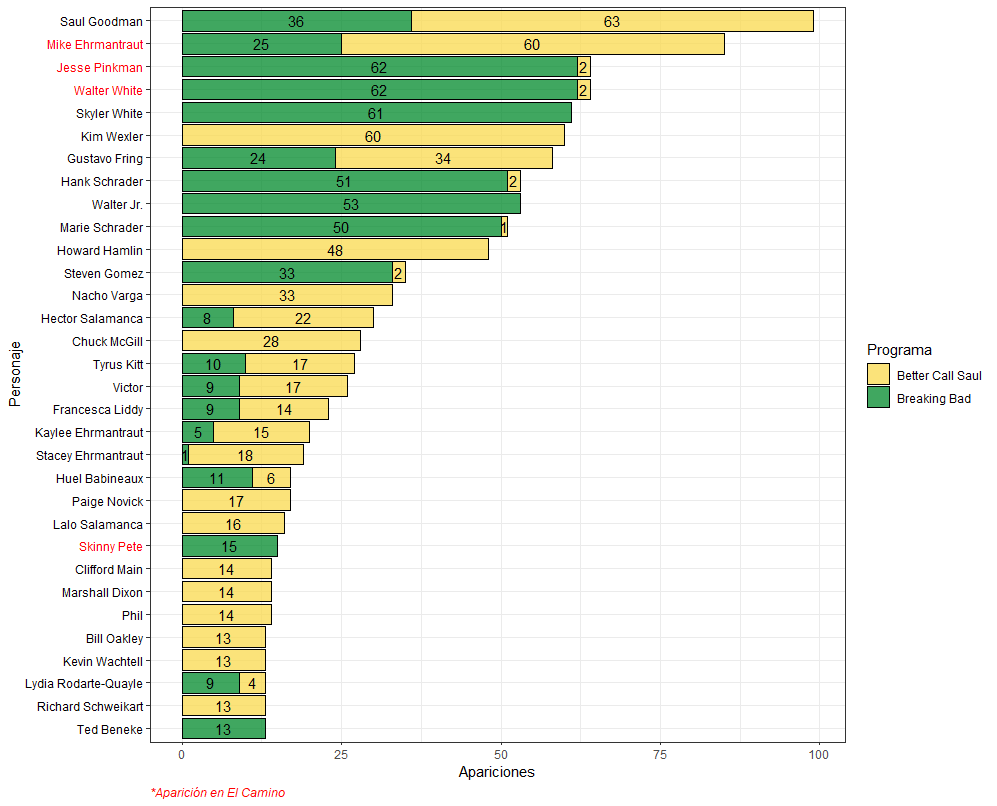 Saul Goodman 36 63
Mike Ehrmantraut 25 60
Jesse Pinkman 62 2
Walter White 62 2
Skyler White 61
Kim Wexler 60
Gustavo Fring 24 34
Hank Schrader 51 2
Walter Jr. 53
Marie Schrader 50 1
Howard Hamlin 48
Steven Gomez 33 2
Nacho Varga 33
Hector Salamanca 8 22
Chuck McGill 28
Tyrus Kitt 10 17
Victor 9 17
Francesca Liddy 9 14
Kaylee Ehrmantraut 5 15
Stacey Ehrmantraut 1 18
Huel Babineaux 11 6
Paige Novick 17
Lalo Salamanca 16
Skinny Pete 15
Clifford Main 14
Marshall Dixon 14
Phil 14
Bill Oakley 13
Kevin Wachtell 13
Lydia Rodarte-Quayle 9 4
Richard Schweikart 13
Ted Beneke 13
Personaje
0 25 50 75 100
Apariciones
*Aparición en El Camino
Programa
Better Call Saul
Breaking Bad